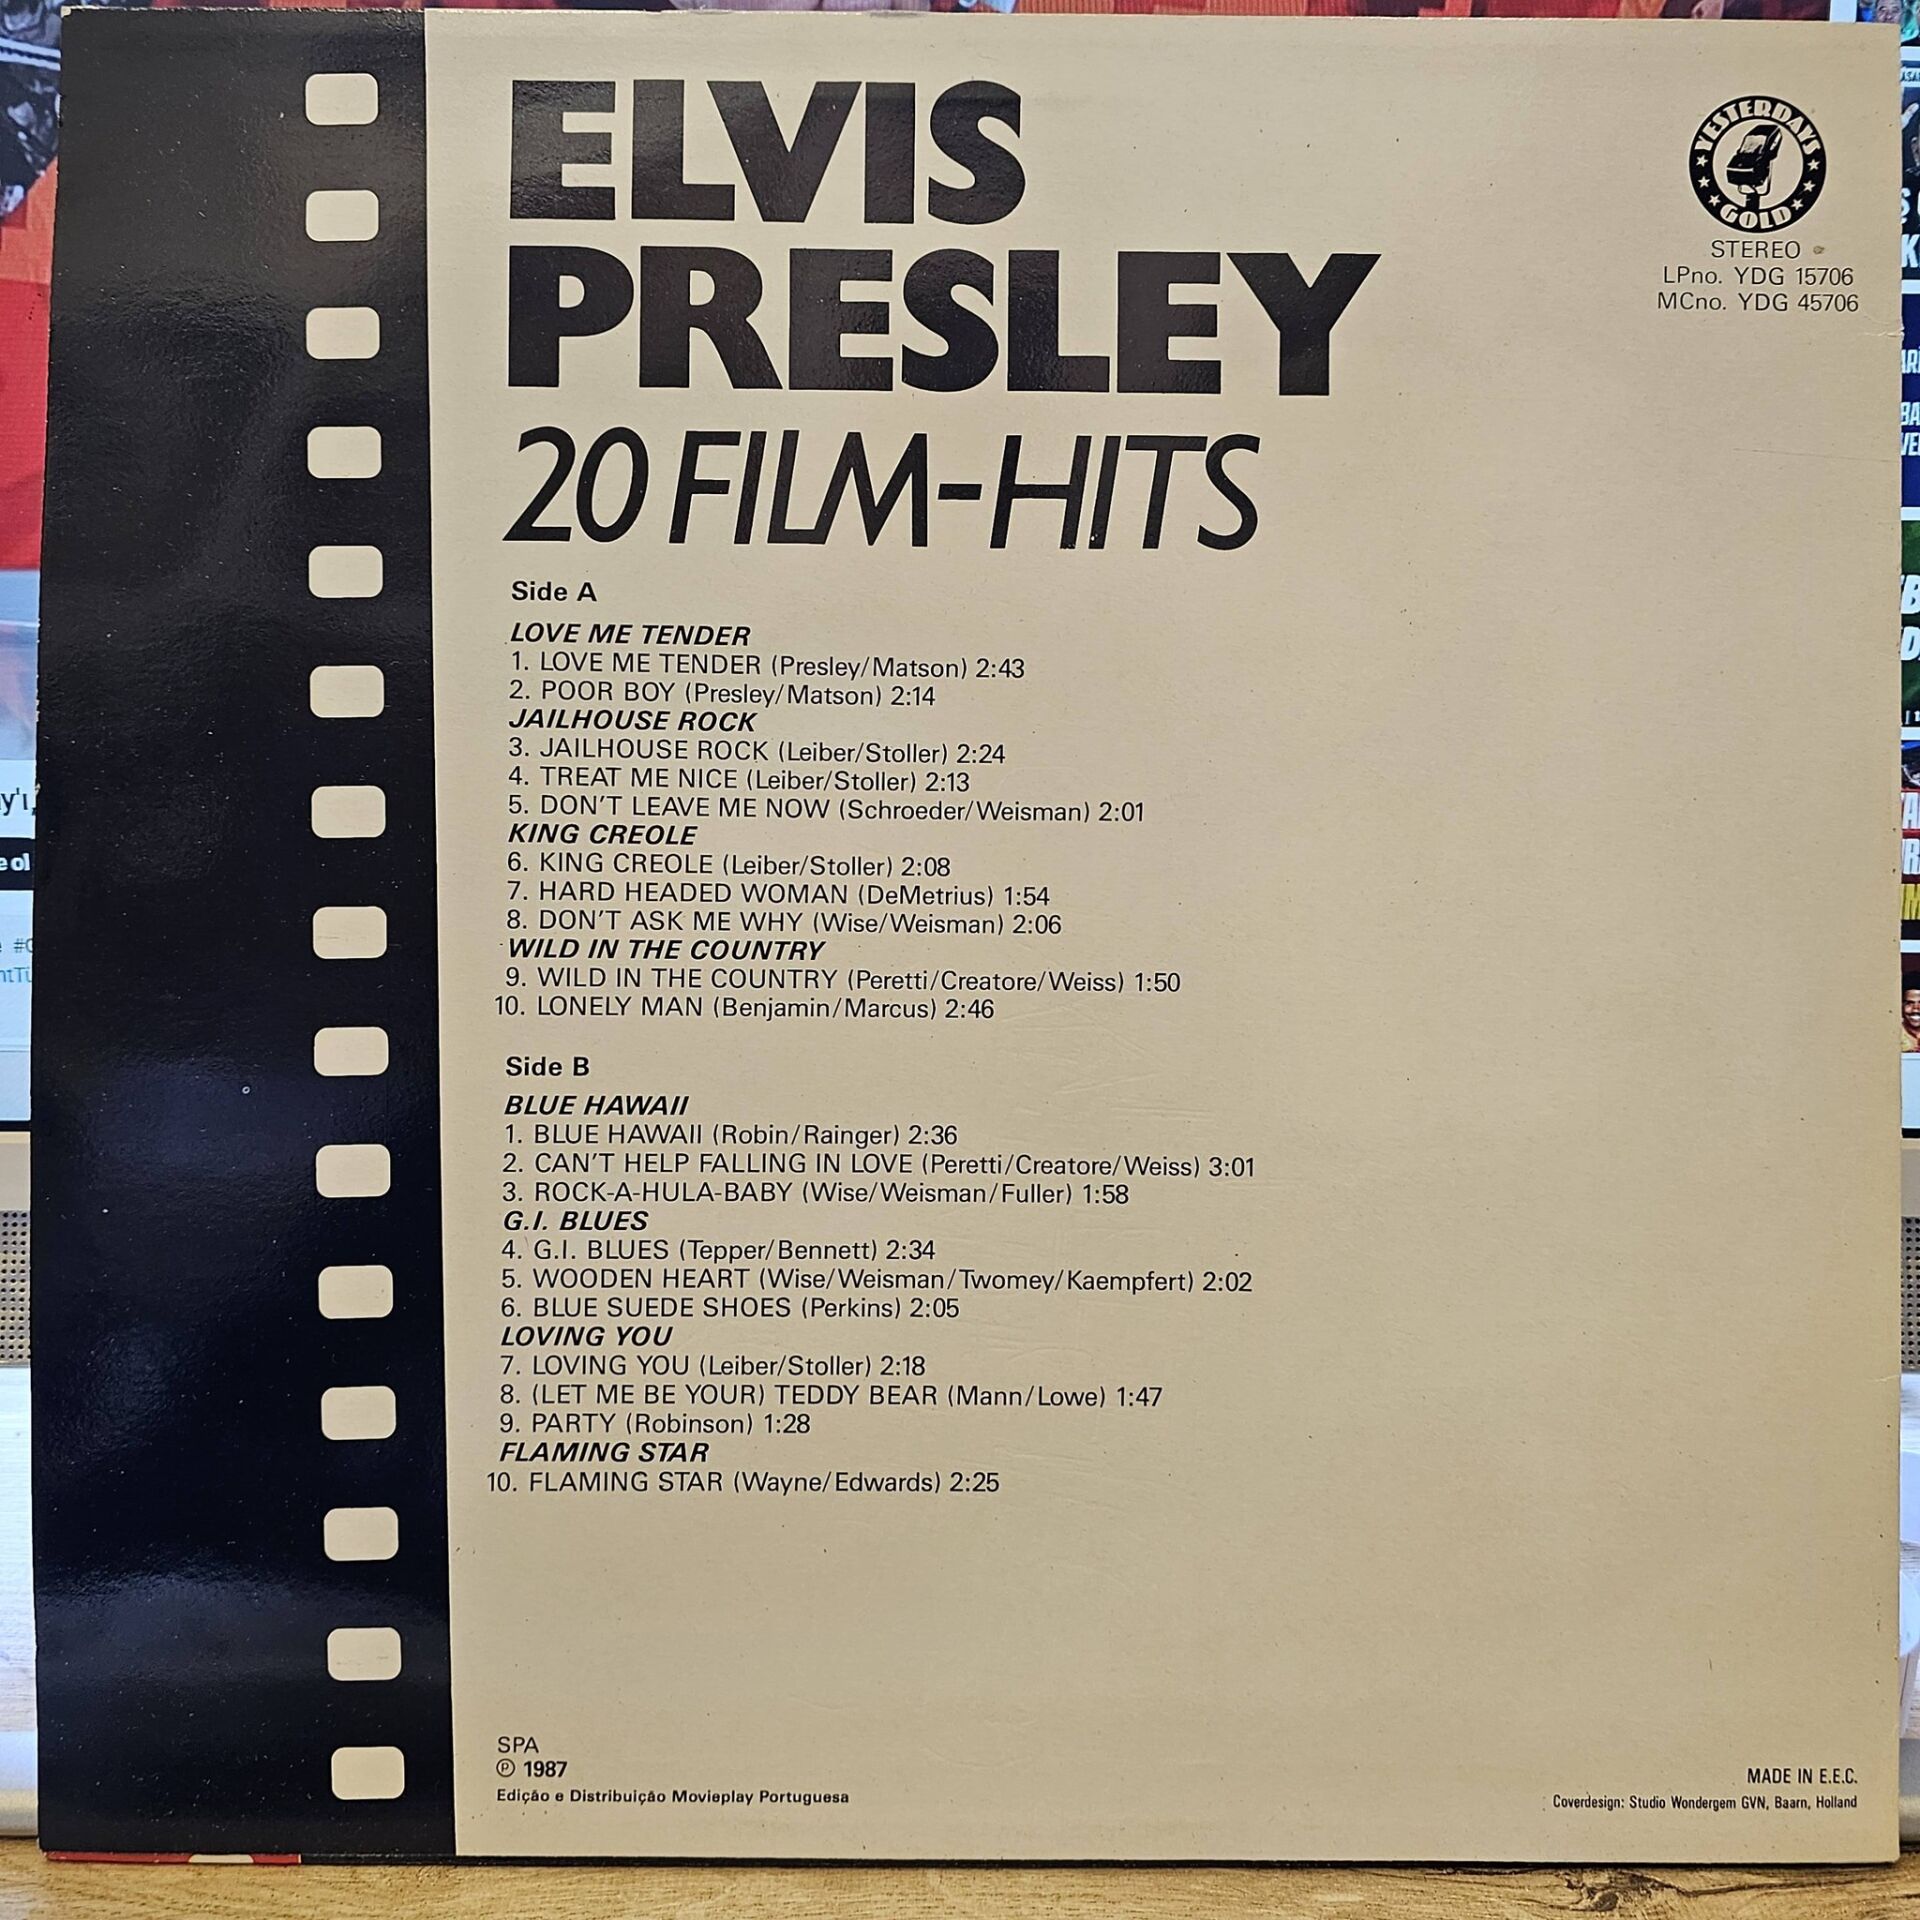 ELVIS
PRESLEY
20 FILM-HITS
YESTERDAYS
GOLD
STEREO
LPno. YDG 15706
MCno. YDG 45706
Side A
LOVE ME TENDER
1. LOVE ME TENDER (Presley/Matson) 2:43
2. POOR BOY (Presley/Matson) 2:14
JAILHOUSE ROCK
3. JAILHOUSE ROCK (Leiber/Stoller) 2:24
4. TREAT ME NICE (Leiber/Stoller) 2:13
5. DON'T LEAVE ME NOW (Schroeder/Weisman) 2:01
KING CREOLE
6. KING CREOLE (Leiber/Stoller) 2:08
7. HARD HEADED WOMAN (DeMetrius) 1:54
8. DON'T ASK ME WHY (Wise/Weisman) 2:06
WILD IN THE COUNTRY
9. WILD IN THE COUNTRY (Peretti/Creatore/Weiss) 1:50
10. LONELY MAN (Benjamin/Marcus) 2:46
Side B
BLUE HAWAII
1. BLUE HAWAII (Robin/Rainger) 2:36
2. CAN'T HELP FALLING IN LOVE (Peretti/Creatore/Weiss) 3:01
3. ROCK-A-HULA-BABY (Wise/Weisman/Fuller) 1:58
G.I. BLUES
4. G.I. BLUES (Tepper/Bennett) 2:34
5. WOODEN HEART (Wise/Weisman/Twomey/Kaempfert) 2:02
6. BLUE SUEDE SHOES (Perkins) 2:05
LOVING YOU
7. LOVING YOU (Leiber/Stoller) 2:18
8. (LET ME BE YOUR) TEDDY BEAR (Mann/Lowe) 1:47
9. PARTY (Robinson) 1:28
FLAMING STAR
10. FLAMING STAR (Wayne/Edwards) 2:25
SPA
℗ 1987
Edição e Distribuição Movieplay Portuguesa
MADE IN E.E.C.
Coverdesign: Studio Wondergem GVN, Baarn, Holland